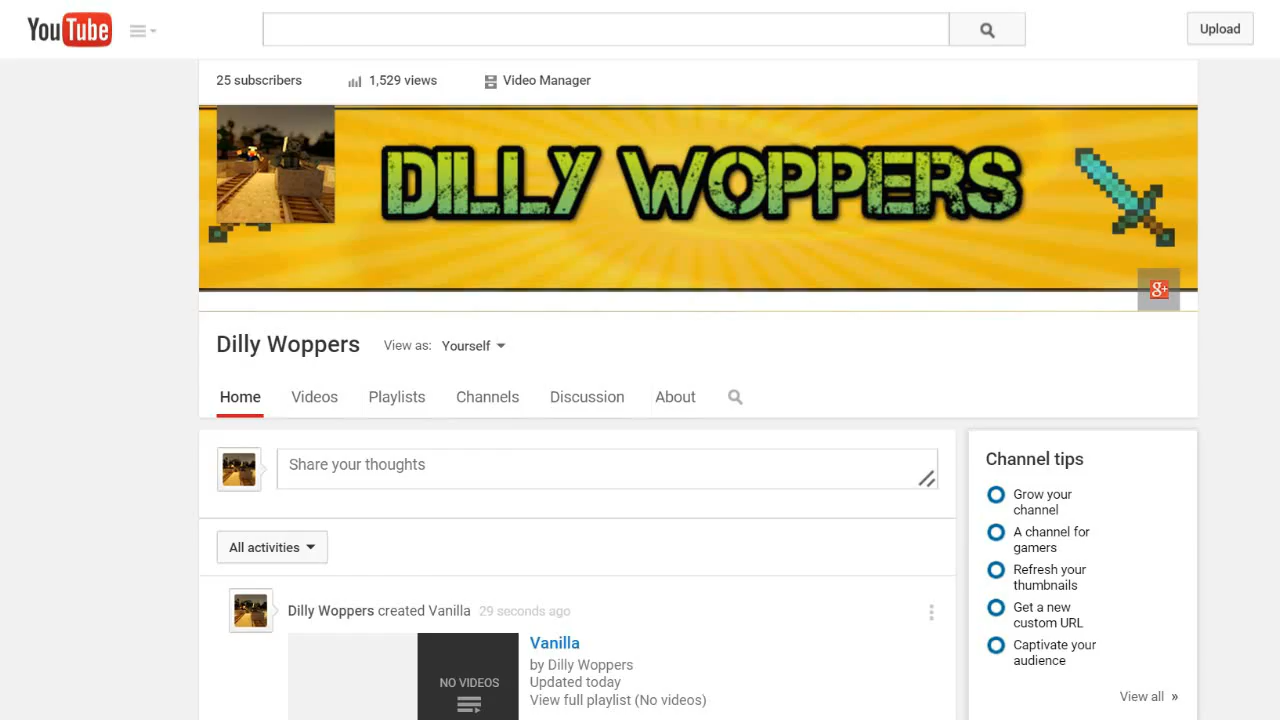 YouTube
Upload
25 subscribers
1,529 views
Video Manager
DILLY WOPPERS
g+
Dilly Woppers
View as: Yourself
Home
Videos
Playlists
Channels
Discussion
About
Share your thoughts
Channel tips
Grow your
channel
A channel for
gamers
Refresh your
thumbnails
Get a new
custom URL
Captivate your
audience
View all »
All activities
Dilly Woppers created Vanilla 29 seconds ago
NO VIDEOS
Vanilla
by Dilly Woppers
Updated today
View full playlist (No videos)